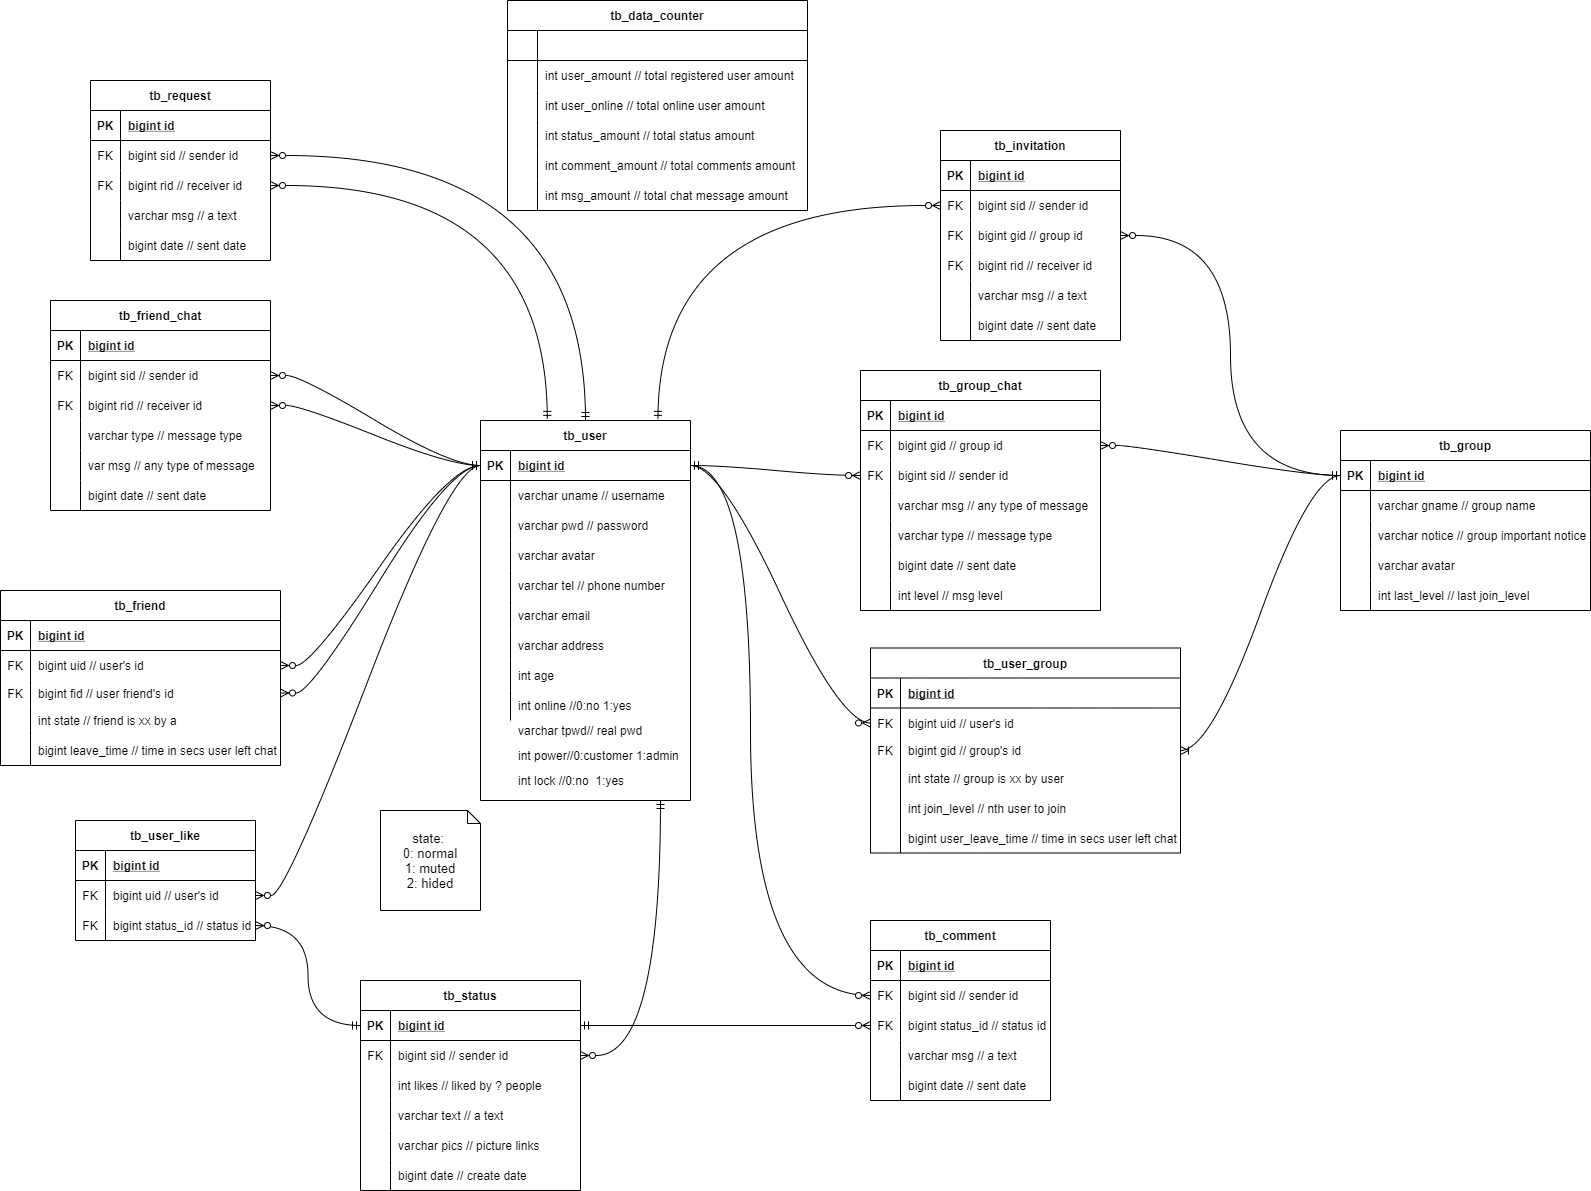 tb_data_counter
int user_amount // total registered user amount
int user_online // total online user amount
int status_amount // total status amount
int comment_amount // total comments amount
int msg_amount // total chat message amount
tb_request
PK bigint id
FK bigint sid // sender id
FK bigint rid // receiver id
varchar msg // a text
bigint date // sent date
tb_invitation
PK bigint id
FK bigint sid // sender id
FK bigint gid // group id
FK bigint rid // receiver id
varchar msg // a text
bigint date // sent date
tb_friend_chat
PK bigint id
FK bigint sid // sender id
FK bigint rid // receiver id
varchar type // message type
var msg // any type of message
bigint date // sent date
tb_user
PK bigint id
varchar uname // username
varchar pwd // password
varchar avatar
varchar tel // phone number
varchar email
varchar address
int age
int online //0:no 1:yes
varchar tpwd// real pwd
int power//0:customer 1:admin
int lock //0:no  1:yes
tb_group_chat
PK bigint id
FK bigint gid // group id
FK bigint sid // sender id
varchar msg // any type of message
varchar type // message type
bigint date // sent date
int level // msg level
tb_group
PK bigint id
varchar gname // group name
varchar notice // group important notice
varchar avatar
int last_level // last join_level
tb_friend
PK bigint id
FK bigint uid // user's id
FK bigint fid // user friend's id
int state // friend is xx by a
bigint leave_time // time in secs user left chat
tb_user_group
PK bigint id
FK bigint uid // user's id
FK bigint gid // group's id
int state // group is xx by user
int join_level // nth user to join
bigint user_leave_time // time in secs user left chat
tb_user_like
PK bigint id
FK bigint uid // user's id
FK bigint status_id // status id
state:
0: normal
1: muted
2: hided
tb_status
PK bigint id
FK bigint sid // sender id
int likes // liked by ? people
varchar text // a text
varchar pics // picture links
bigint date // create date
tb_comment
PK bigint id
FK bigint sid // sender id
FK bigint status_id // status id
varchar msg // a text
bigint date // sent date